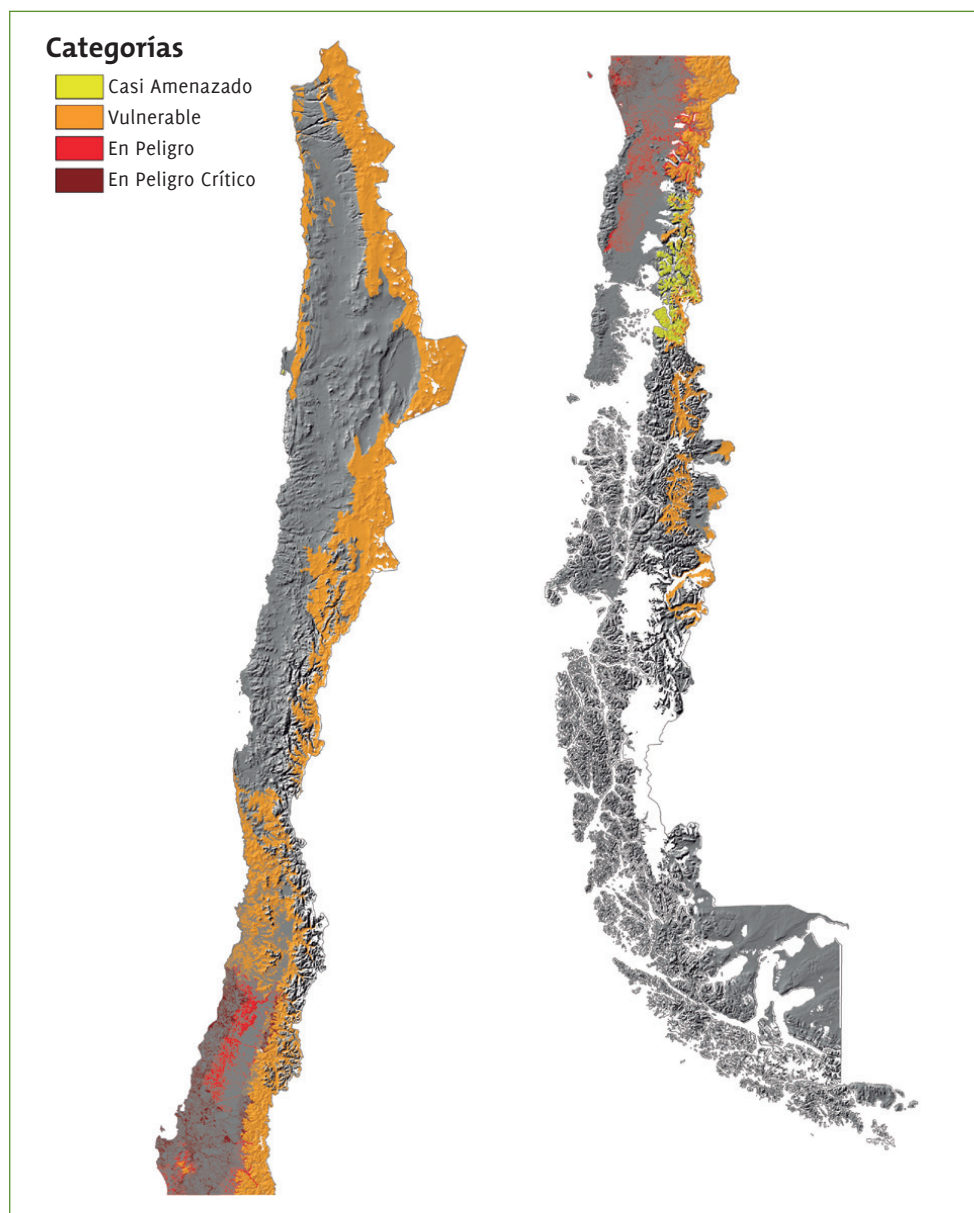 Categorías
Casi Amenazado
Vulnerable
En Peligro
En Peligro Crítico